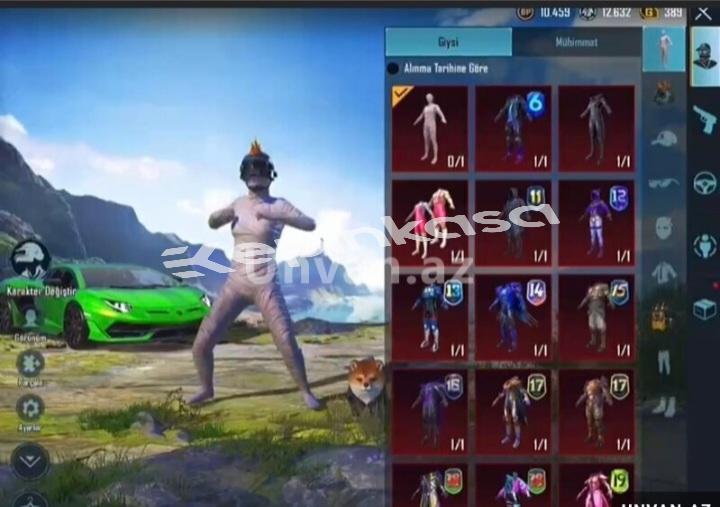 10.459 12.632 G 389
Giysi Mühimmat
Alınma Tarihine Göre
0/1 6 1/1 1/1
1/1 11 1/1 12 1/1
Unvan.az
Karakter Değiştir
13 1/1 14 1/1 15 1/1
Görünüm
16 1/1 17 1/1 17 1/1
Ayarlar
19
UNVAN.AZ